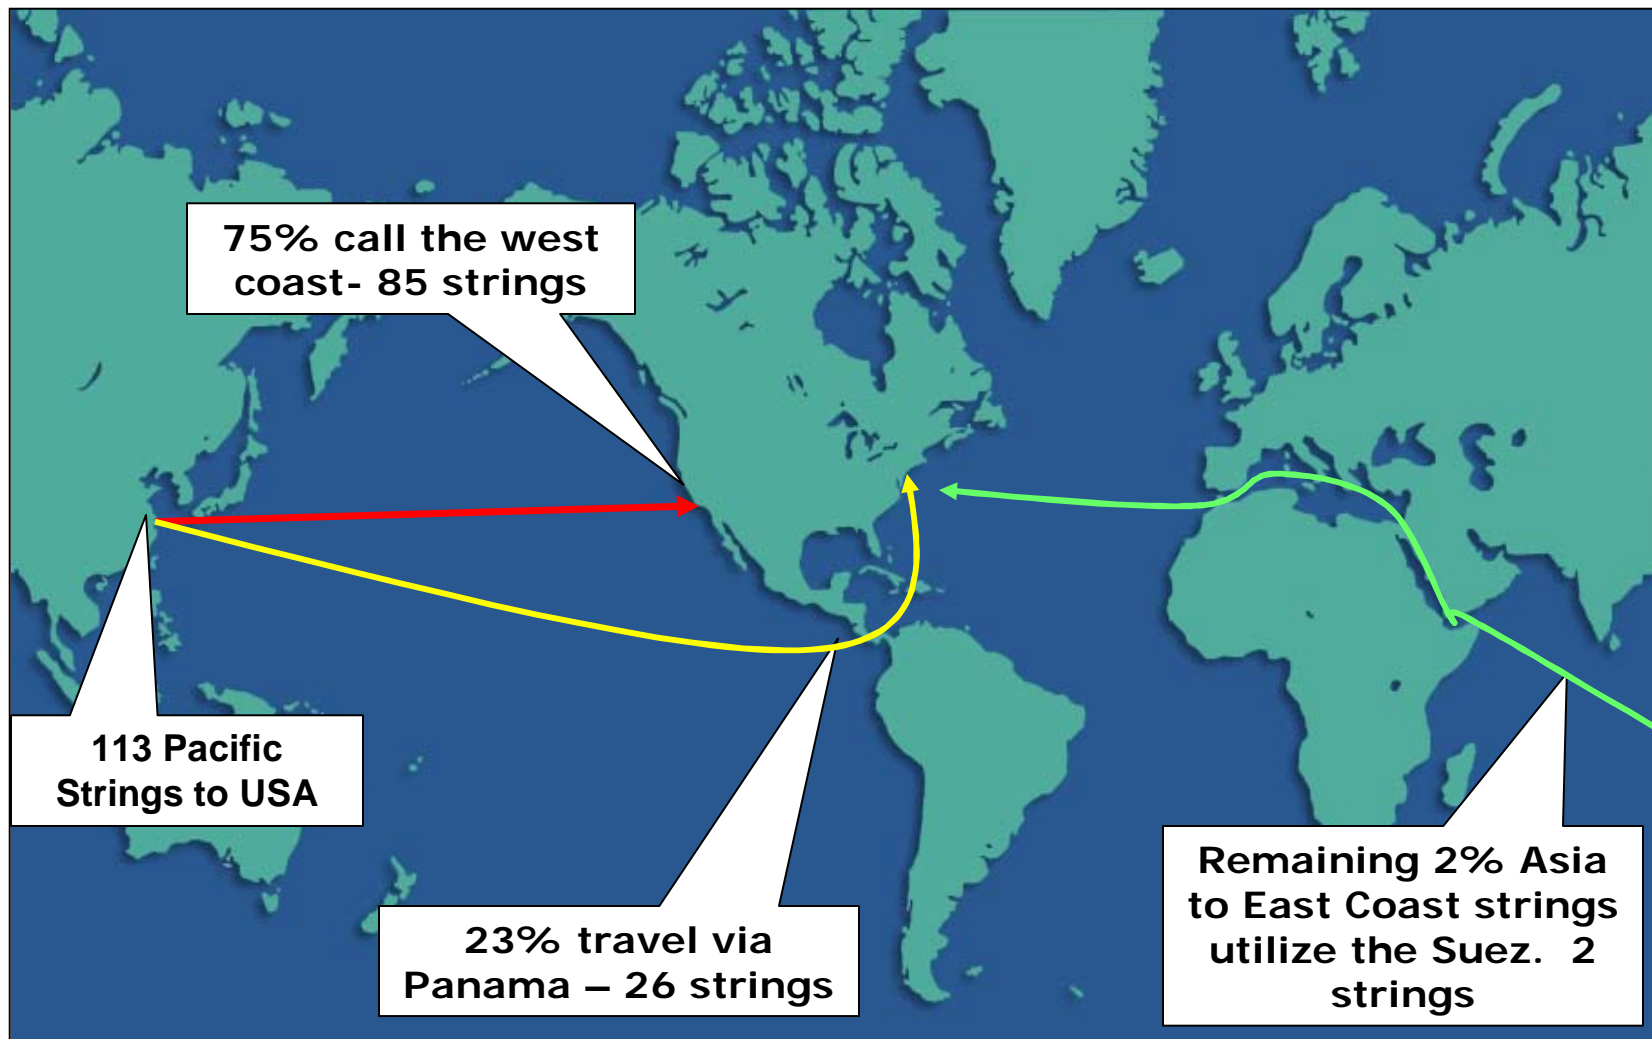 75% call the west
coast- 85 strings
113 Pacific
Strings to USA
23% travel via
Panama – 26 strings
Remaining 2% Asia
to East Coast strings
utilize the Suez.  2
strings